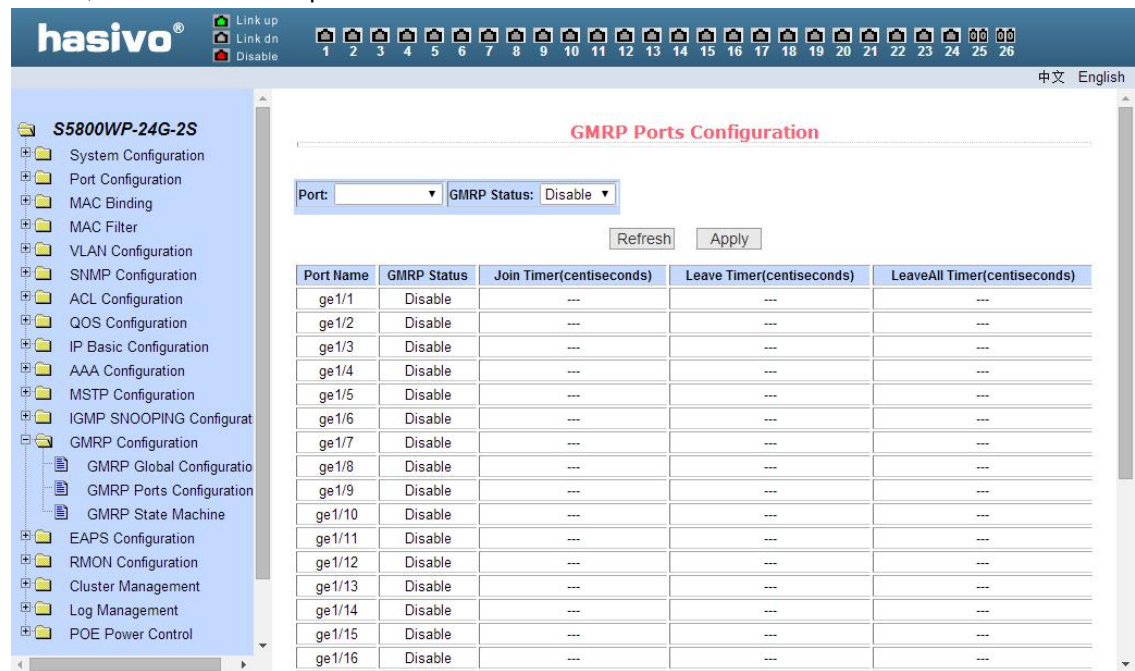 hasivo®
Link up
Link dn
Disable
1 2 3 4 5 6 7 8 9 10 11 12 13 14 15 16 17 18 19 20 21 22 23 24 25 26
中文 English
S5800WP-24G-2S
System Configuration
Port Configuration
MAC Binding
MAC Filter
VLAN Configuration
SNMP Configuration
ACL Configuration
QOS Configuration
IP Basic Configuration
AAA Configuration
MSTP Configuration
IGMP SNOOPING Configurat
GMRP Configuration
GMRP Global Configuratio
GMRP Ports Configuration
GMRP State Machine
EAPS Configuration
RMON Configuration
Cluster Management
Log Management
POE Power Control
GMRP Ports Configuration
Port: GMRP Status: Disable
Refresh Apply
Port Name GMRP Status Join Timer(centiseconds) Leave Timer(centiseconds) LeaveAll Timer(centiseconds)
ge1/1 Disable --- --- ---
ge1/2 Disable --- --- ---
ge1/3 Disable --- --- ---
ge1/4 Disable --- --- ---
ge1/5 Disable --- --- ---
ge1/6 Disable --- --- ---
ge1/7 Disable --- --- ---
ge1/8 Disable --- --- ---
ge1/9 Disable --- --- ---
ge1/10 Disable --- --- ---
ge1/11 Disable --- --- ---
ge1/12 Disable --- --- ---
ge1/13 Disable --- --- ---
ge1/14 Disable --- --- ---
ge1/15 Disable --- --- ---
ge1/16 Disable --- --- ---